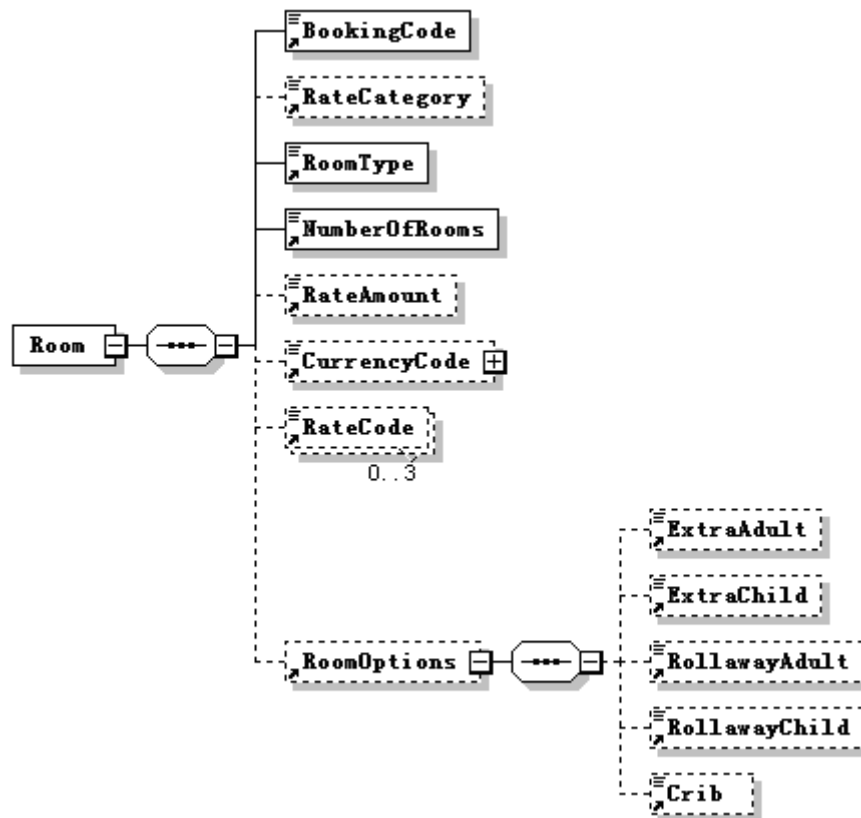 BookingCode
RateCategory
RoomType
NumberOfRooms
RateAmount
Room
CurrencyCode
RateCode
0..3
ExtraAdult
ExtraChild
RoomOptions
RollawayAdult
RollawayChild
Crib